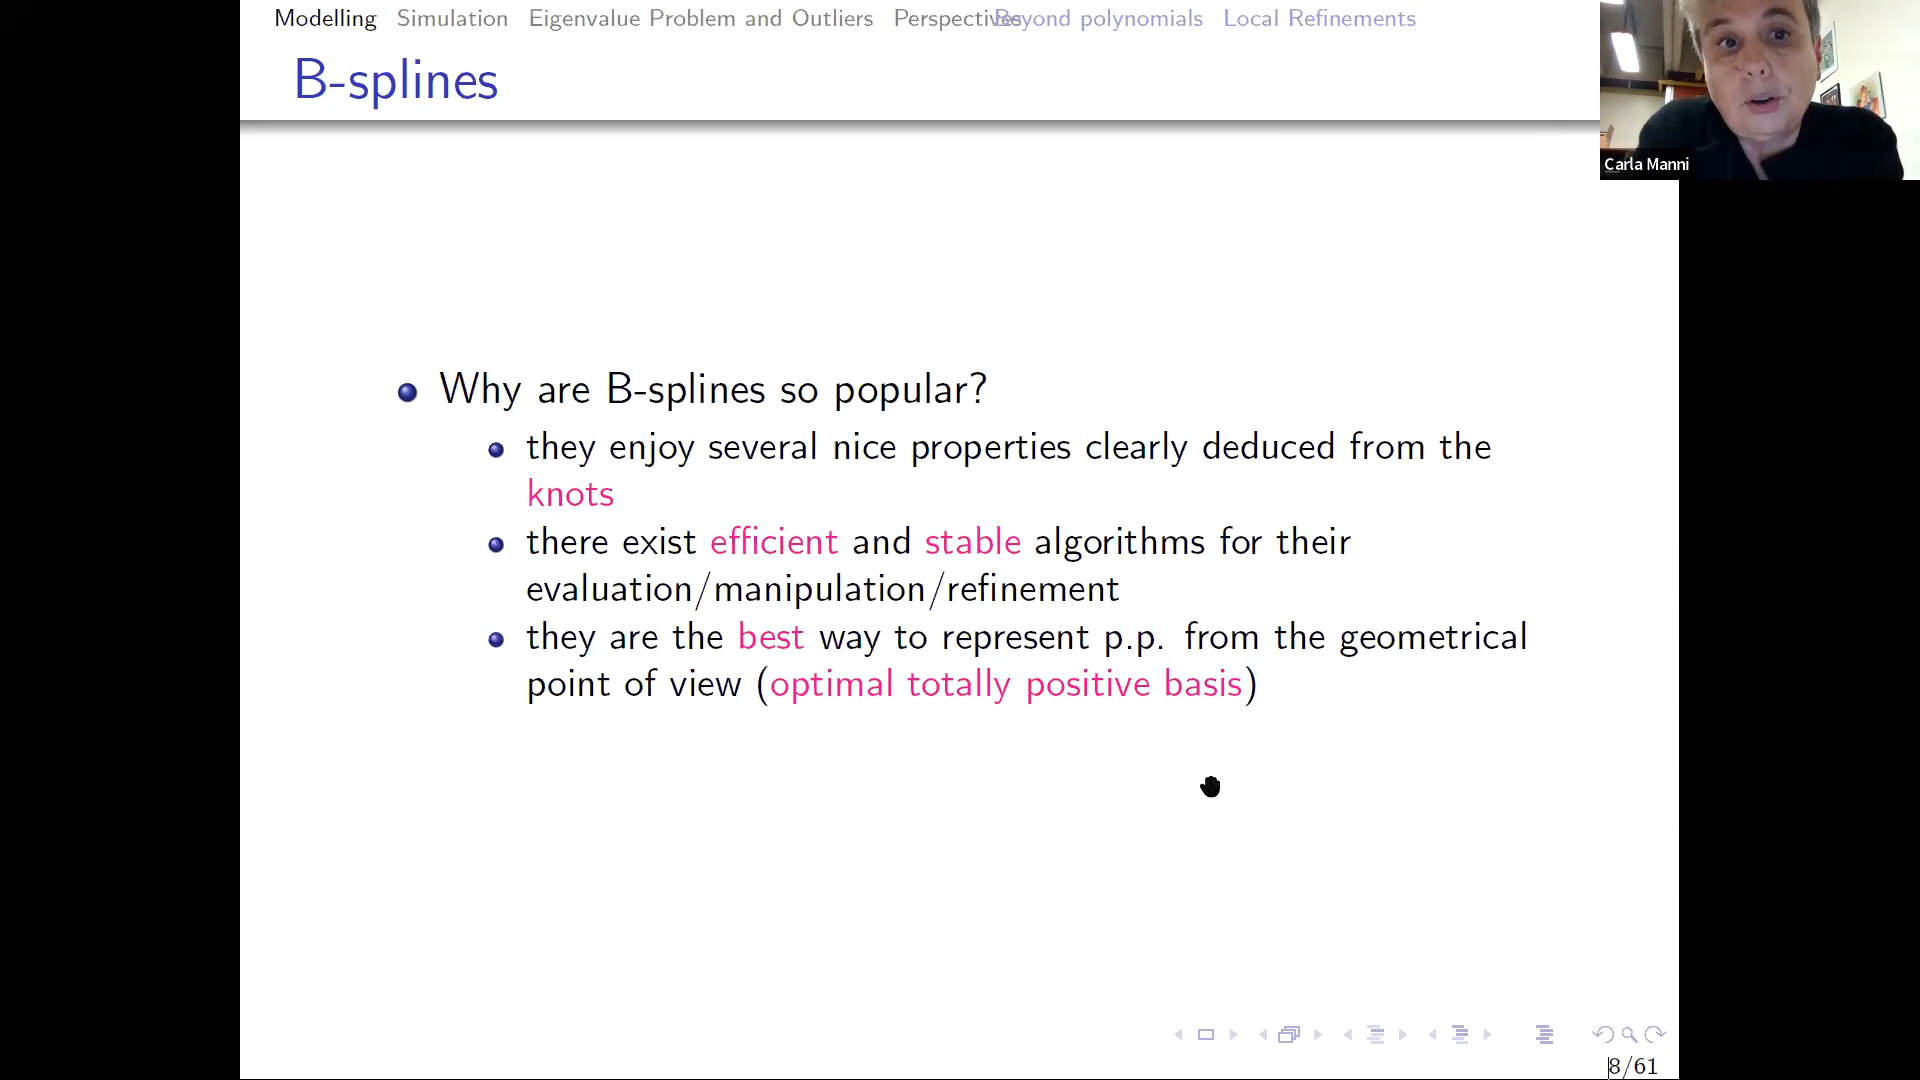 Modelling Simulation Eigenvalue Problem and Outliers Perspectives Beyond polynomials Local Refinements
B-splines
Carla Manni
Why are B-splines so popular?
they enjoy several nice properties clearly deduced from the
knots
there exist efficient and stable algorithms for their
evaluation/manipulation/refinement
they are the best way to represent p.p. from the geometrical
point of view (optimal totally positive basis)
8/61